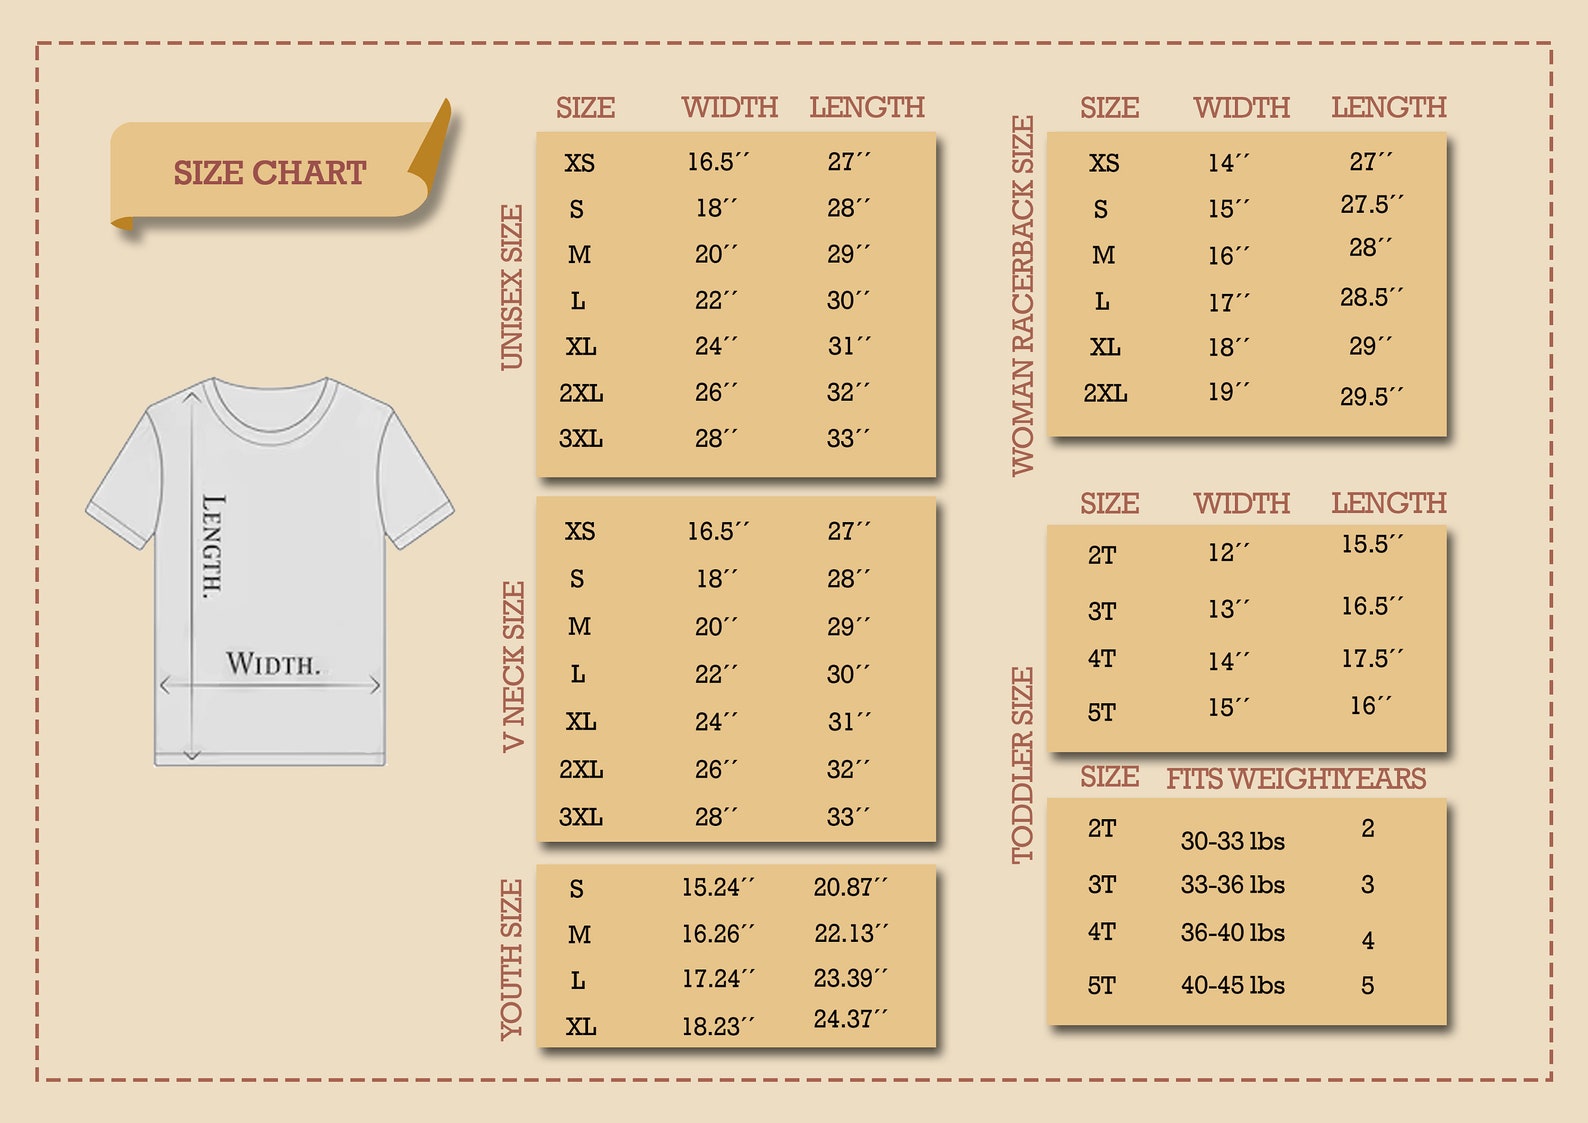 SIZE CHART
LENGTH.
WIDTH.
UNISEX SIZE
SIZE WIDTH LENGTH
XS 16.5´´ 27´´
S 18´´ 28´´
M 20´´ 29´´
L 22´´ 30´´
XL 24´´ 31´´
2XL 26´´ 32´´
3XL 28´´ 33´´
V NECK SIZE
XS 16.5´´ 27´´
S 18´´ 28´´
M 20´´ 29´´
L 22´´ 30´´
XL 24´´ 31´´
2XL 26´´ 32´´
3XL 28´´ 33´´
YOUTH SIZE
S 15.24´´ 20.87´´
M 16.26´´ 22.13´´
L 17.24´´ 23.39´´
XL 18.23´´ 24.37´´
WOMAN RACERBACK SIZE
SIZE WIDTH LENGTH
XS 14´´ 27´´
S 15´´ 27.5´´
M 16´´ 28´´
L 17´´ 28.5´´
XL 18´´ 29´´
2XL 19´´ 29.5´´
TODDLER SIZE
SIZE WIDTH LENGTH
2T 12´´ 15.5´´
3T 13´´ 16.5´´
4T 14´´ 17.5´´
5T 15´´ 16´´
SIZE FITS WEIGHT YEARS
2T 30-33 lbs 2
3T 33-36 lbs 3
4T 36-40 lbs 4
5T 40-45 lbs 5